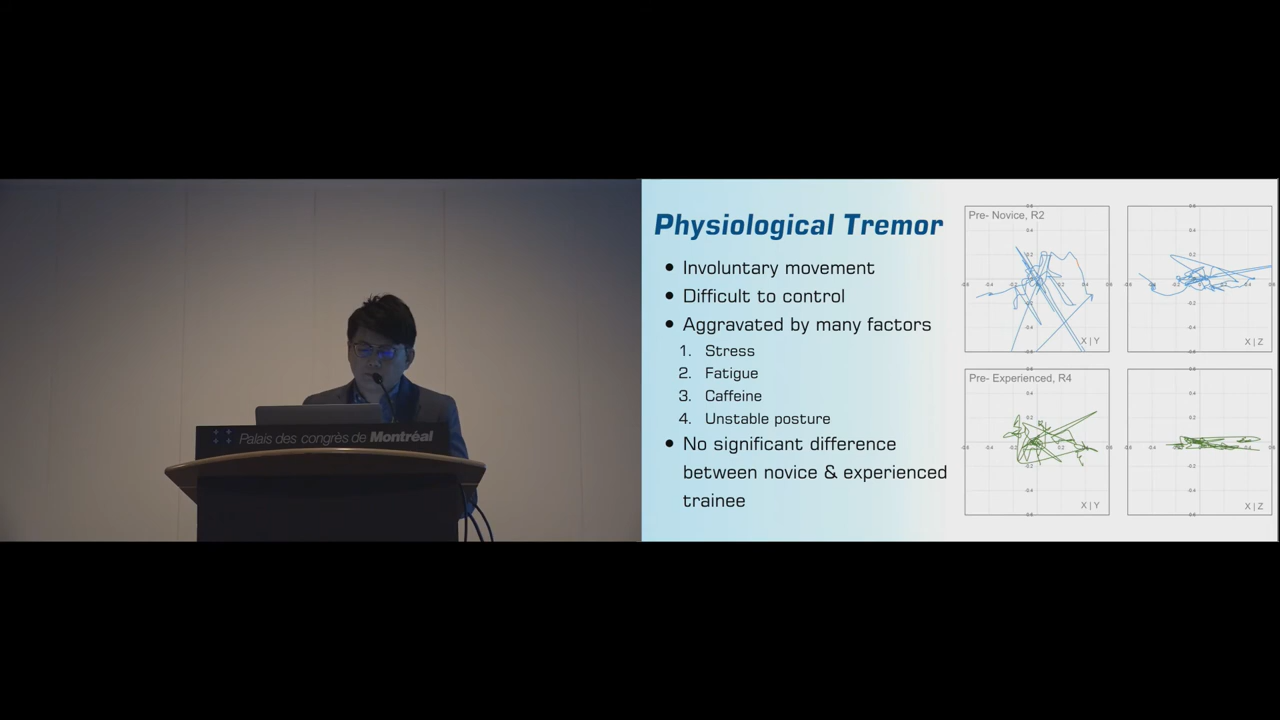 Palais des congrès de Montréal
Physiological Tremor
Involuntary movement
Difficult to control
Aggravated by many factors
1. Stress
2. Fatigue
3. Caffeine
4. Unstable posture
No significant difference
between novice & experienced
trainee
Pre- Novice, R2
X | Y
X | Z
Pre- Experienced, R4
X | Y
X | Z